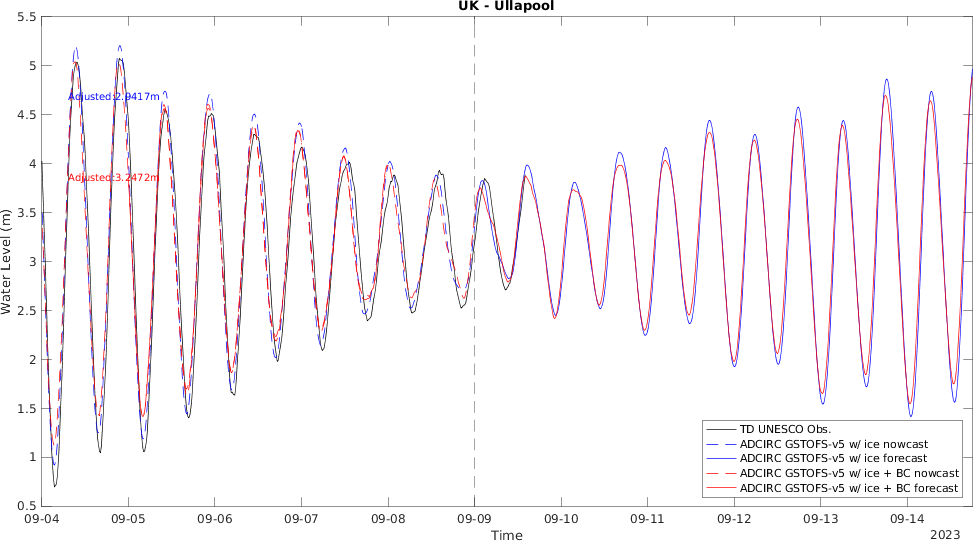 UK - Ullapool
5.5
5
4.5
4
3.5
3
2.5
2
1.5
1
0.5
Water Level (m)
Adjusted:2.9417m
Adjusted:3.2472m
TD UNESCO Obs.
ADCIRC GSTOFS-v5 w/ ice nowcast
ADCIRC GSTOFS-v5 w/ ice forecast
ADCIRC GSTOFS-v5 w/ ice + BC nowcast
ADCIRC GSTOFS-v5 w/ ice + BC forecast
09-04 09-05 09-06 09-07 09-08 09-09 09-10 09-11 09-12 09-13 09-14
Time
2023